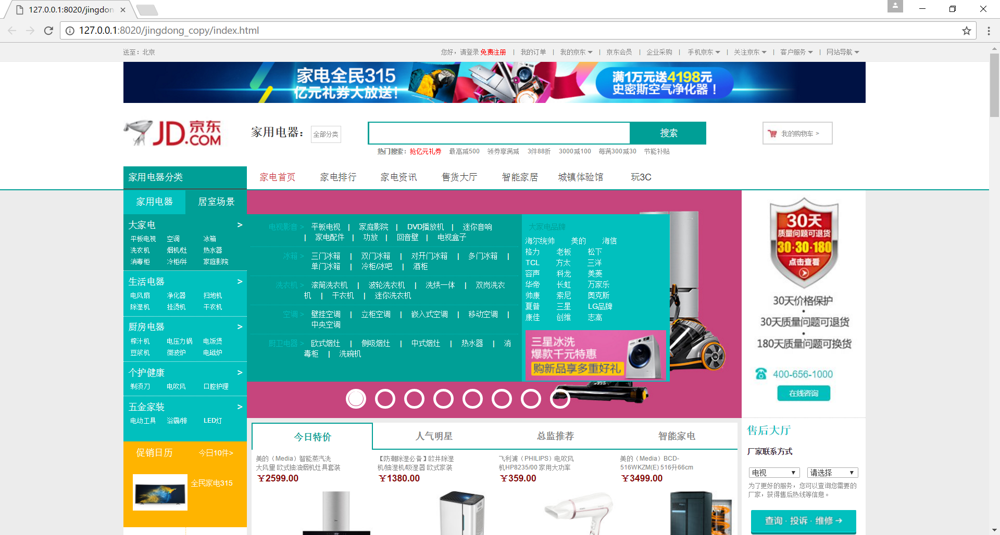 127.0.0.1:8020/jingdon
127.0.0.1:8020/jingdong_copy/index.html
送至：北京
您好，请登录 免费注册 | 我的订单 | 我的京东 | 京东会员 | 企业采购 | 手机京东 | 关注京东 | 客户服务 | 网站导航
家电全民315
亿元礼券大放送！
满1万元送4198元
史密斯空气净化器！
JD.京东
.COM
家用电器：
全部分类
搜索
我的购物车 >
热门搜索：抢亿元礼券 最高减500 领券享满减 3件88折 3000减100 每满300减30 节能补贴
家用电器分类
家电首页 家电排行 家电资讯 售货大厅 智能家居 城镇体验馆 玩3C
家用电器 居室场景
大家电 >
平板电视 空调 冰箱
洗衣机 烟机/灶 热水器
消毒柜 冷柜/并 家庭影院
生活电器 >
电风扇 净化器 扫地机
除湿机 挂烫机 干衣机
厨房电器 >
榨汁机 电压力锅 电饭煲
豆浆机 微波炉 电磁炉
个护健康 >
剃须刀 电吹风 口腔护理
五金家装 >
电动工具 浴霸/排 LED灯
促销日历 今日10件>
全民家电315
电视影音 > 平板电视 | 家庭影院 | DVD播放机 | 迷你音响
| 家电配件 | 功放 | 回音壁 | 电视盒子
冰箱 > 三门冰箱 | 双门冰箱 | 对开门冰箱 | 多门冰箱 |
单门冰箱 | 冷柜/冰吧 | 酒柜
洗衣机 > 滚筒洗衣机 | 波轮洗衣机 | 洗烘一体 | 双岗洗衣
机 | 干衣机 | 迷你洗衣机
空调 > 壁挂空调 | 立柜空调 | 嵌入式空调 | 移动空调 |
中央空调
厨卫电器 > 欧式烟灶 | 侧吸烟灶 | 中式烟灶 | 热水器 | 消
毒柜 | 洗碗机
大家电品牌
海尔统帅 美的 海信
格力 老板 松下
TCL 方太 三洋
容声 科龙 美菱
华帝 长虹 万家乐
帅康 索尼 奥克斯
夏普 三星 LG品牌
康佳 创维 志高
三星冰洗
爆款千元特惠
购新品享多重好礼
30天
质量问题可退货
30·30·180
点击查看
30天价格保护
30天质量问题可退货
180天质量问题可换货
400-656-1000
在线咨询
今日特价 人气明星 总监推荐 智能家电
美的（Media）智能蒸汽洗
大风量 欧式抽油烟机灶具套装
￥2599.00
【防潮除湿必备】欧井除湿
机/抽湿机/吸湿器 欧式家装
￥1380.00
飞利浦（PHILIPS）电吹风
机HP8235/00 家用大功率
￥359.00
美的（Media）BCD-
516WKZM(E) 516升66cm
￥3499.00
售后大厅
厂家联系方式
电视 请选择
为了更好的服务，您可以查询您需要的
厂家，获得售后热线等信息。
查询 · 投诉 · 维修 →